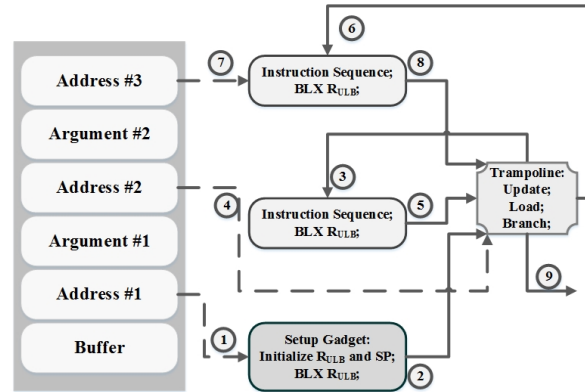 6
Address #3
7
Instruction Sequence;
BLX RULB;
8
Argument #2
Address #2
4
3
Instruction Sequence;
BLX RULB;
5
Trampoline:
Update;
Load;
Branch;
Argument #1
Address #1
1
9
Buffer
Setup Gadget:
Initialize RULB and SP;
BLX RULB;
2